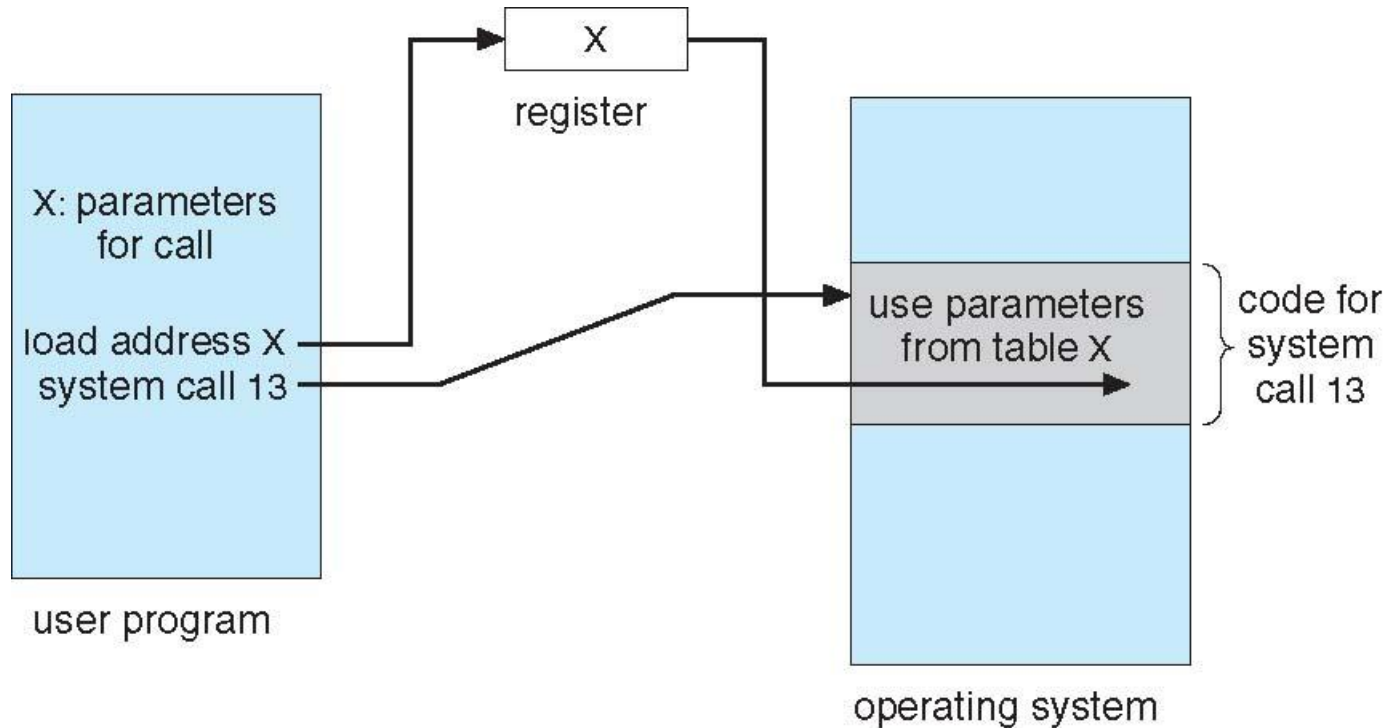 X
register
X: parameters
for call
load address X
system call 13
user program
use parameters
from table X
code for
system
call 13
operating system